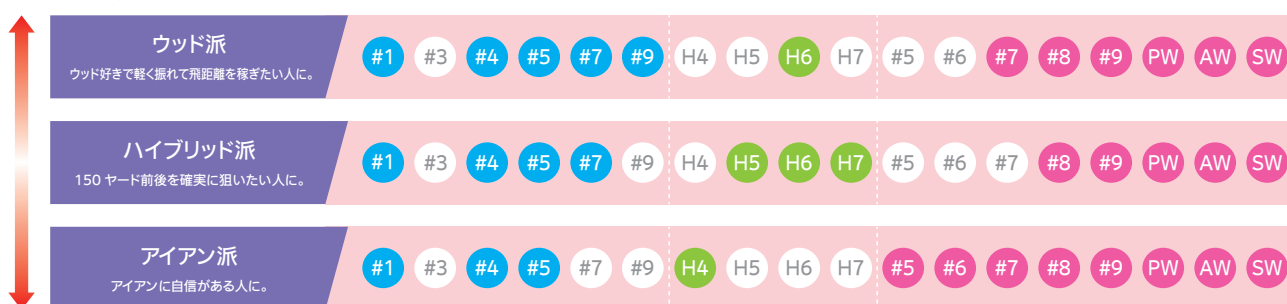 ウッド派
ウッド好きで軽く振れて飛距離を稼ぎたい人に。
#1 #3 #4 #5 #7 #9 H4 H5 H6 H7 #5 #6 #7 #8 #9 PW AW SW
ハイブリッド派
150 ヤード前後を確実に狙いたい人に。
#1 #3 #4 #5 #7 #9 H4 H5 H6 H7 #5 #6 #7 #8 #9 PW AW SW
アイアン派
アイアンに自信がある人に。
#1 #3 #4 #5 #7 #9 H4 H5 H6 H7 #5 #6 #7 #8 #9 PW AW SW